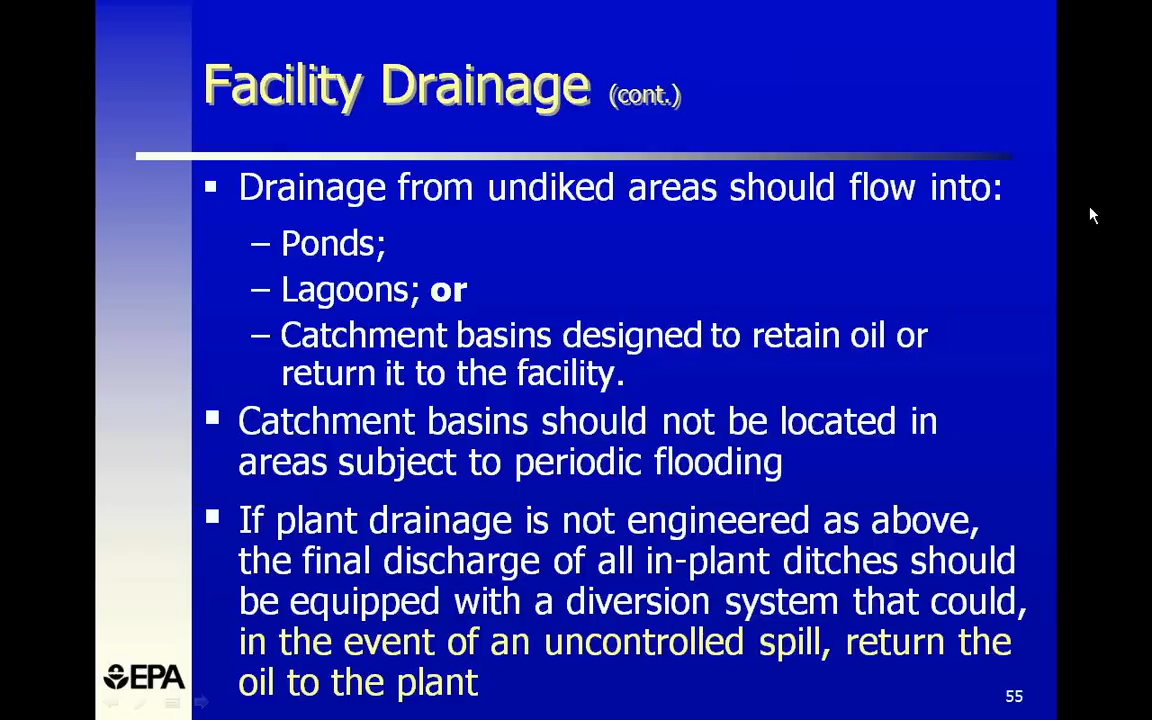 Facility Drainage (cont.)
▪ Drainage from undiked areas should flow into:
– Ponds;
– Lagoons; or
– Catchment basins designed to retain oil or
return it to the facility.
▪ Catchment basins should not be located in
areas subject to periodic flooding
▪ If plant drainage is not engineered as above,
the final discharge of all in-plant ditches should
be equipped with a diversion system that could,
in the event of an uncontrolled spill, return the
oil to the plant
EPA
55